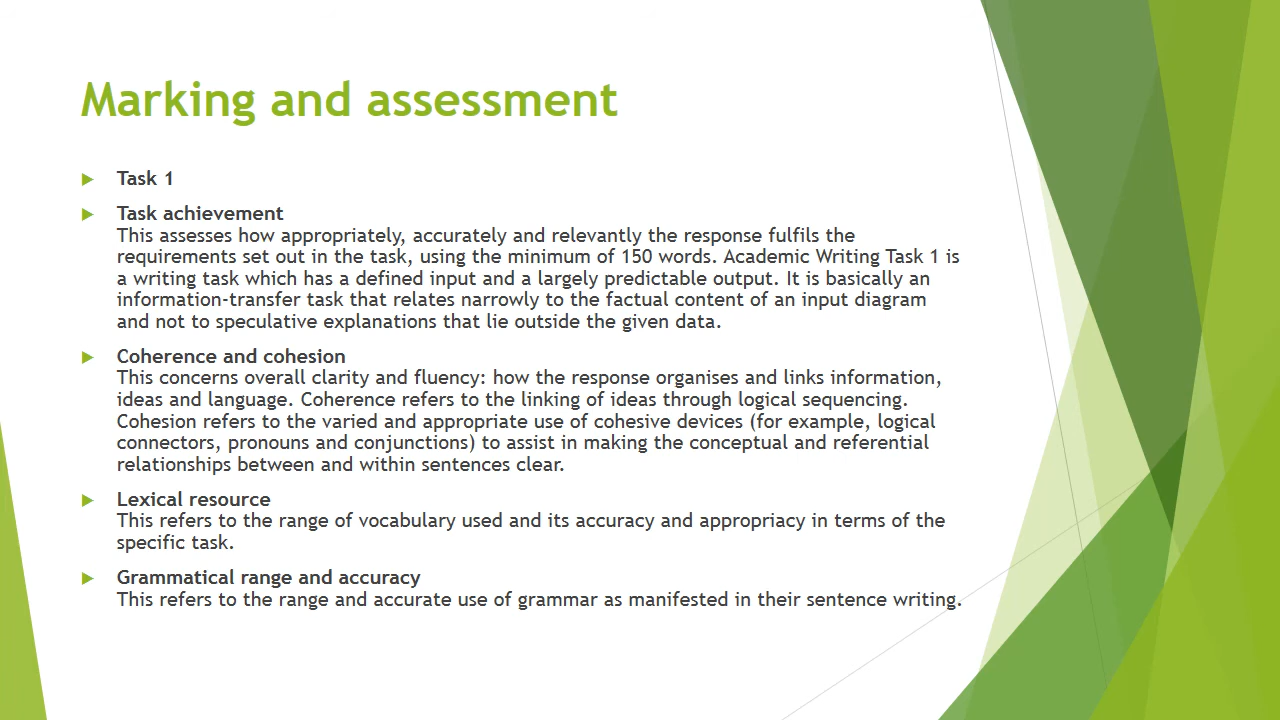 Marking and assessment
Task 1
Task achievement
This assesses how appropriately, accurately and relevantly the response fulfils the
requirements set out in the task, using the minimum of 150 words. Academic Writing Task 1 is
a writing task which has a defined input and a largely predictable output. It is basically an
information-transfer task that relates narrowly to the factual content of an input diagram
and not to speculative explanations that lie outside the given data.
Coherence and cohesion
This concerns overall clarity and fluency: how the response organises and links information,
ideas and language. Coherence refers to the linking of ideas through logical sequencing.
Cohesion refers to the varied and appropriate use of cohesive devices (for example, logical
connectors, pronouns and conjunctions) to assist in making the conceptual and referential
relationships between and within sentences clear.
Lexical resource
This refers to the range of vocabulary used and its accuracy and appropriacy in terms of the
specific task.
Grammatical range and accuracy
This refers to the range and accurate use of grammar as manifested in their sentence writing.